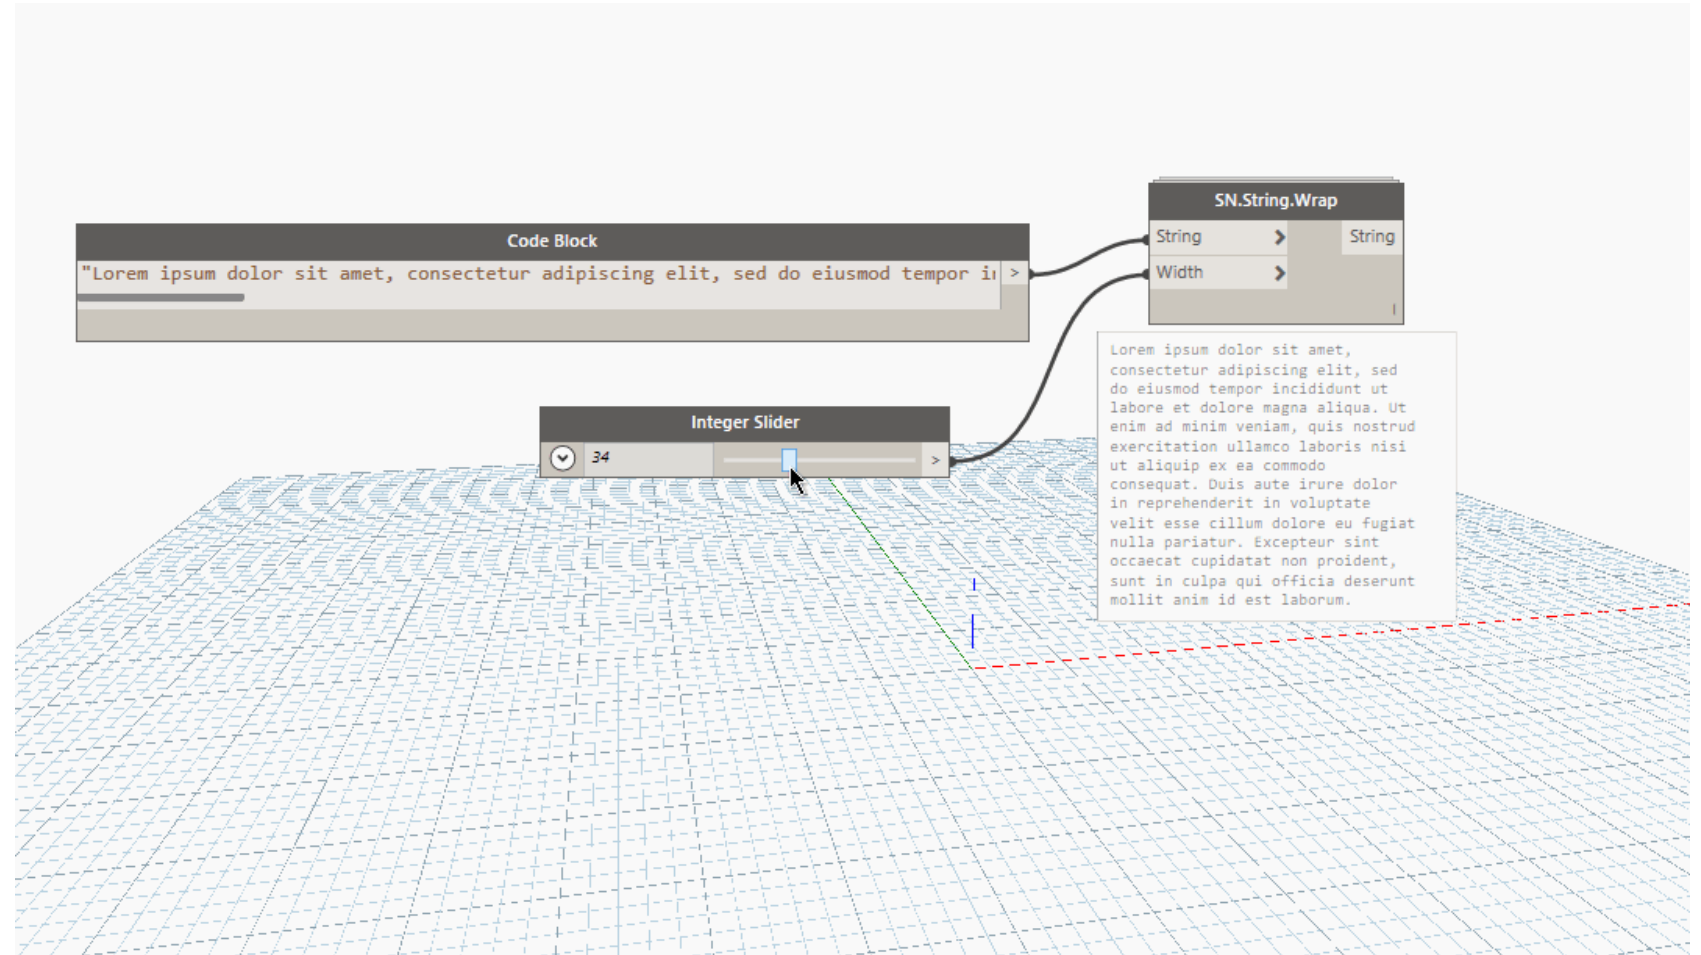 SN.String.Wrap
String
String
Width
Code Block
"Lorem ipsum dolor sit amet, consectetur adipiscing elit, sed do eiusmod tempor
>
Integer Slider
34
>
Lorem ipsum dolor sit amet,
consectetur adipiscing elit, sed
do eiusmod tempor incididunt ut
labore et dolore magna aliqua. Ut
enim ad minim veniam, quis nostrud
exercitation ullamco laboris nisi
ut aliquip ex ea commodo
consequat. Duis aute irure dolor
in reprehenderit in voluptate
velit esse cillum dolore eu fugiat
nulla pariatur. Excepteur sint
occaecat cupidatat non proident,
sunt in culpa qui officia deserunt
mollit anim id est laborum.